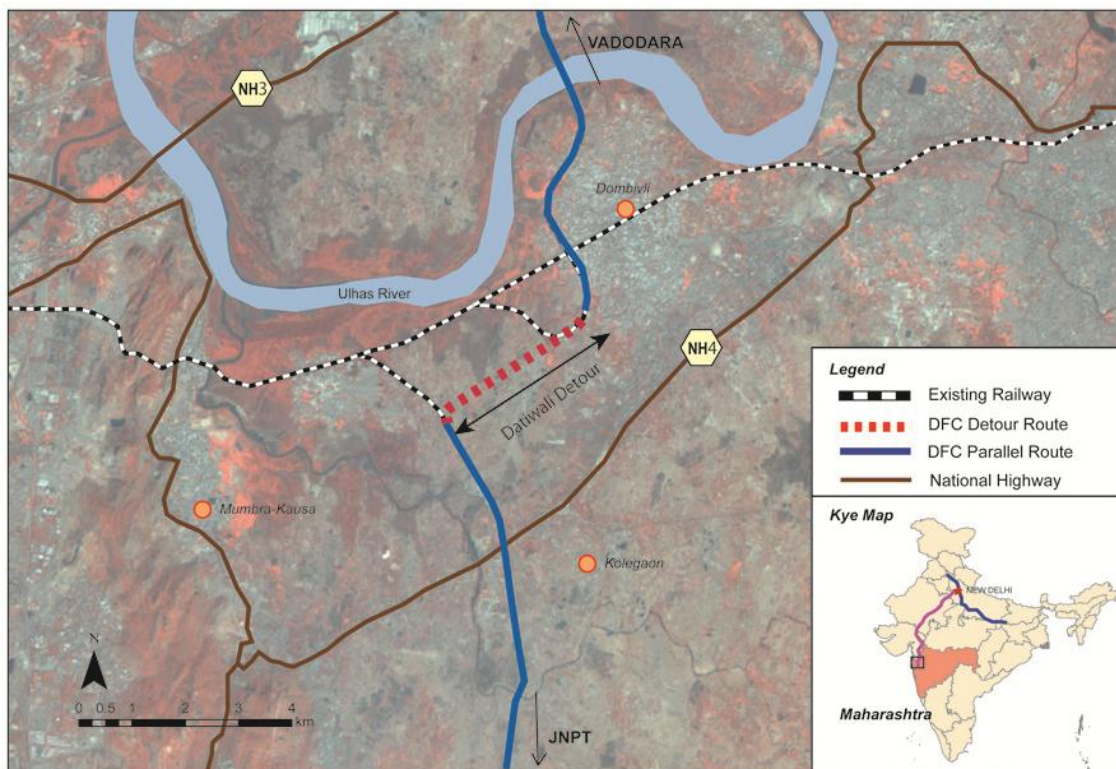 VADODARA
NH3
Dombivli
Ulhas River
NH4
Datiwali Detour
Mumbra-Kausa
Kolegaon
N
0 0.5 1 2 3 4
km
JNPT
Legend
Existing Railway
DFC Detour Route
DFC Parallel Route
National Highway
Kye Map
NEW DELHI
Maharashtra